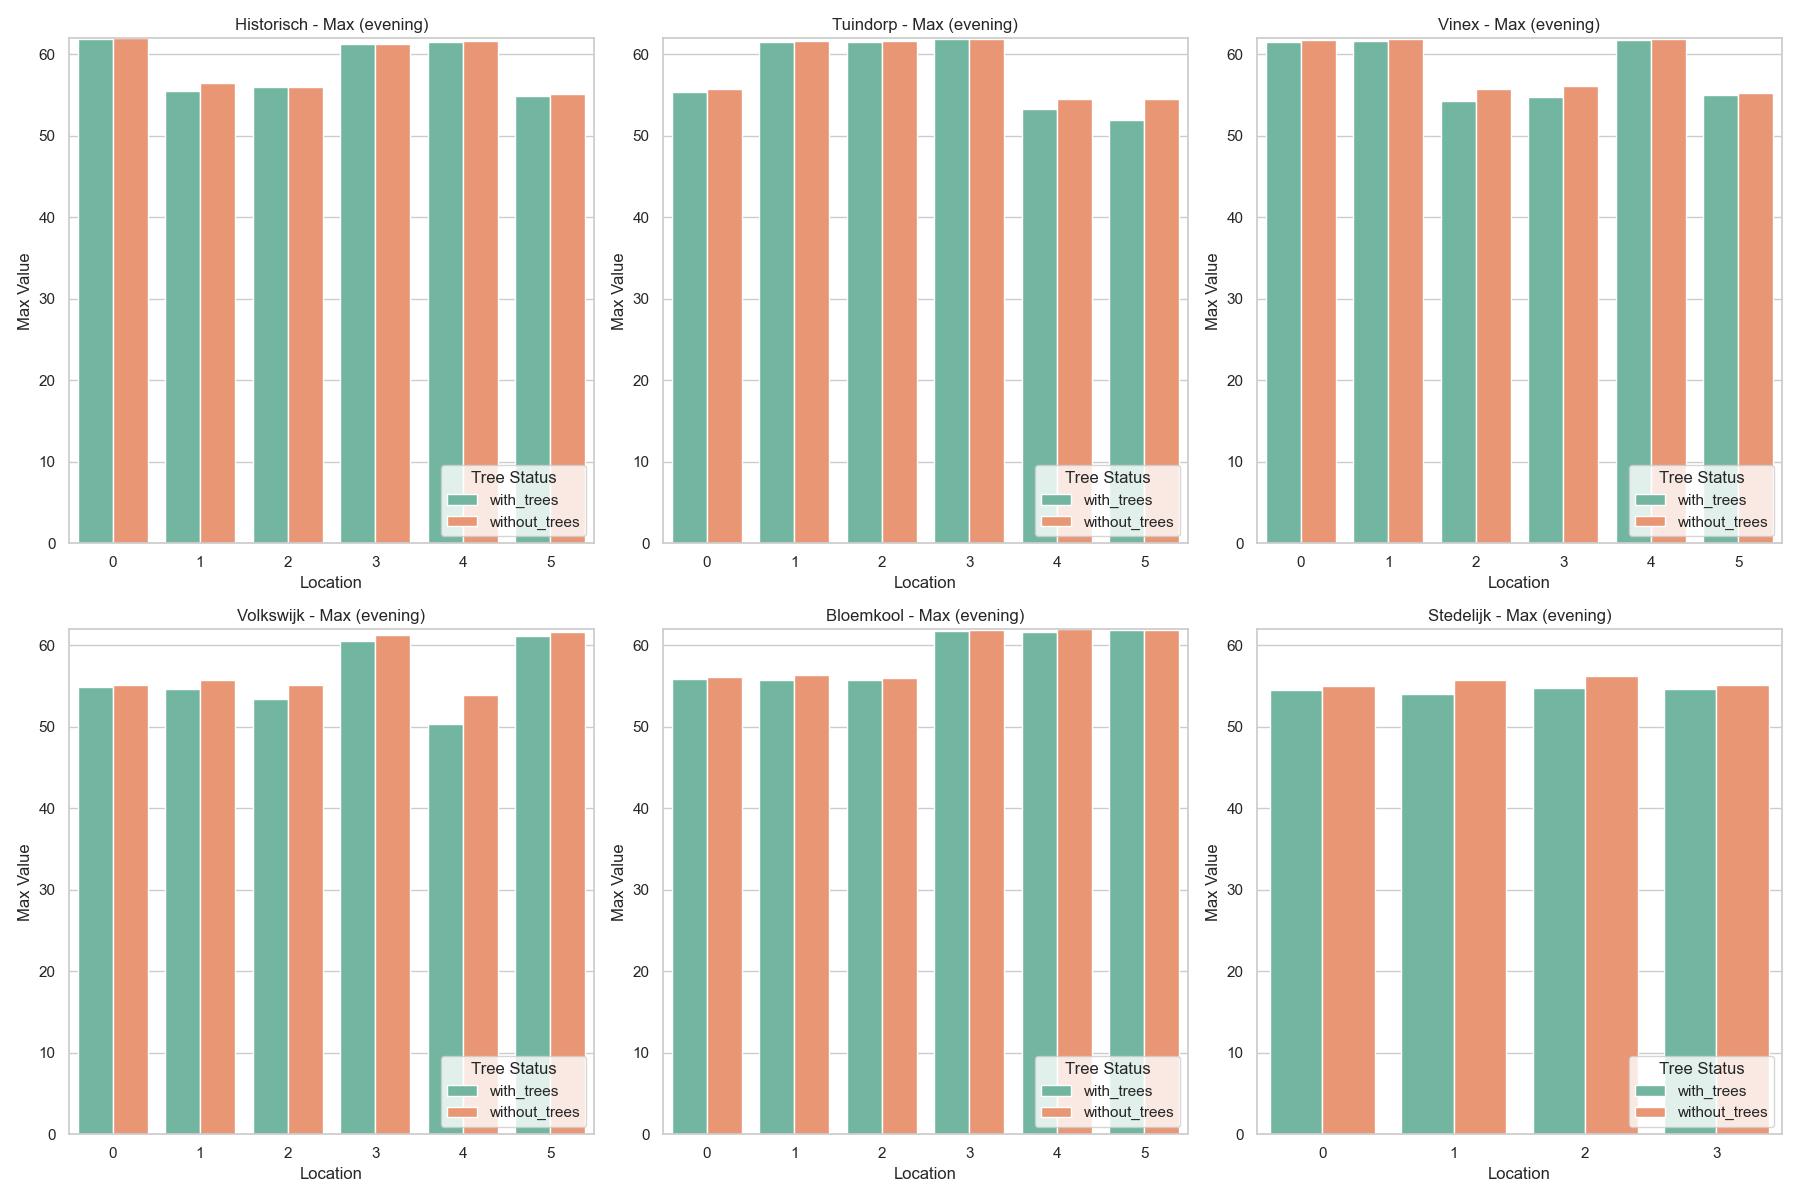 Historisch - Max (evening)
Max Value
60
50
40
30
20
10
0
0 1 2 3 4 5
Location
Tree Status
with_trees
without_trees
Tuindorp - Max (evening)
Max Value
60
50
40
30
20
10
0
0 1 2 3 4 5
Location
Tree Status
with_trees
without_trees
Vinex - Max (evening)
Max Value
60
50
40
30
20
10
0
0 1 2 3 4 5
Location
Tree Status
with_trees
without_trees
Volkswijk - Max (evening)
Max Value
60
50
40
30
20
10
0
0 1 2 3 4 5
Location
Tree Status
with_trees
without_trees
Bloemkool - Max (evening)
Max Value
60
50
40
30
20
10
0
0 1 2 3 4 5
Location
Tree Status
with_trees
without_trees
Stedelijk - Max (evening)
Max Value
60
50
40
30
20
10
0
0 1 2 3
Location
Tree Status
with_trees
without_trees